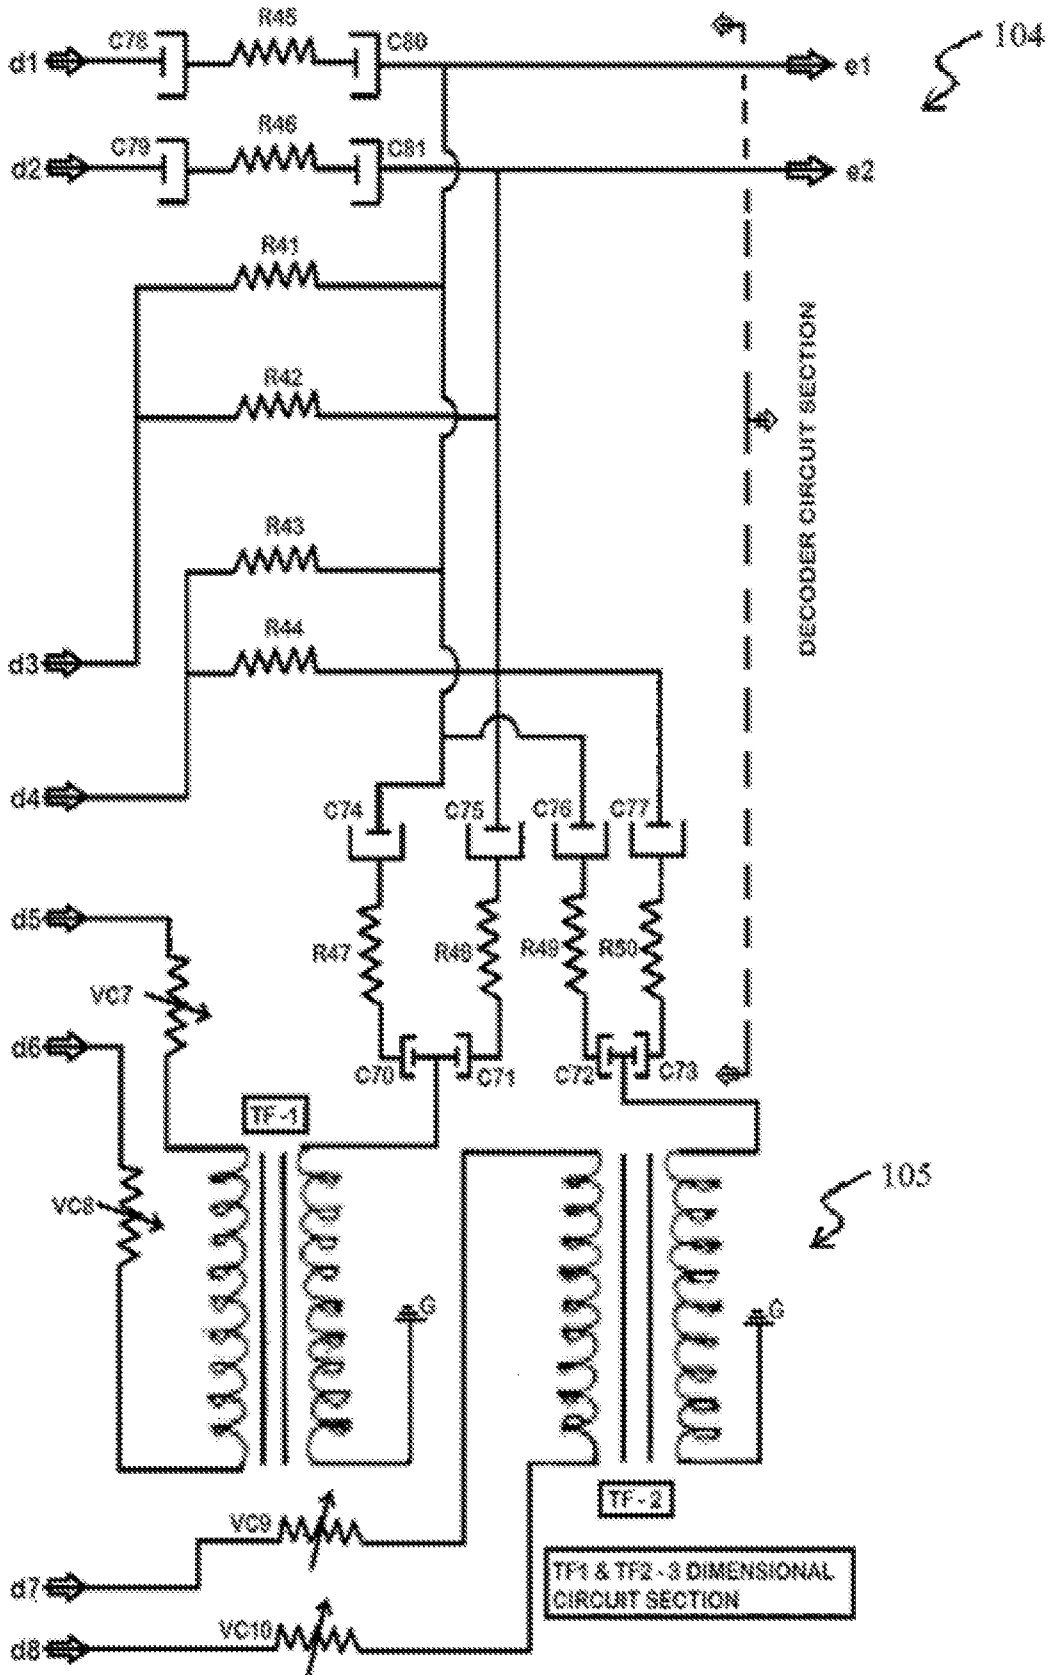 R45
C78
C80
104
d1
e1
R46
C79
C81
d2
e2
R41
R42
DECODER CIRCUIT SECTION
R43
R44
d3
d4
C74
C75
C76
C77
d5
R47
R48
R49
R50
VC7
d6
C70
C71
C72
C73
TF-1
VC8
105
G
G
TF-2
VC9
TF1 & TF2 - 3 DIMENSIONAL
CIRCUIT SECTION
d7
VC10
d8